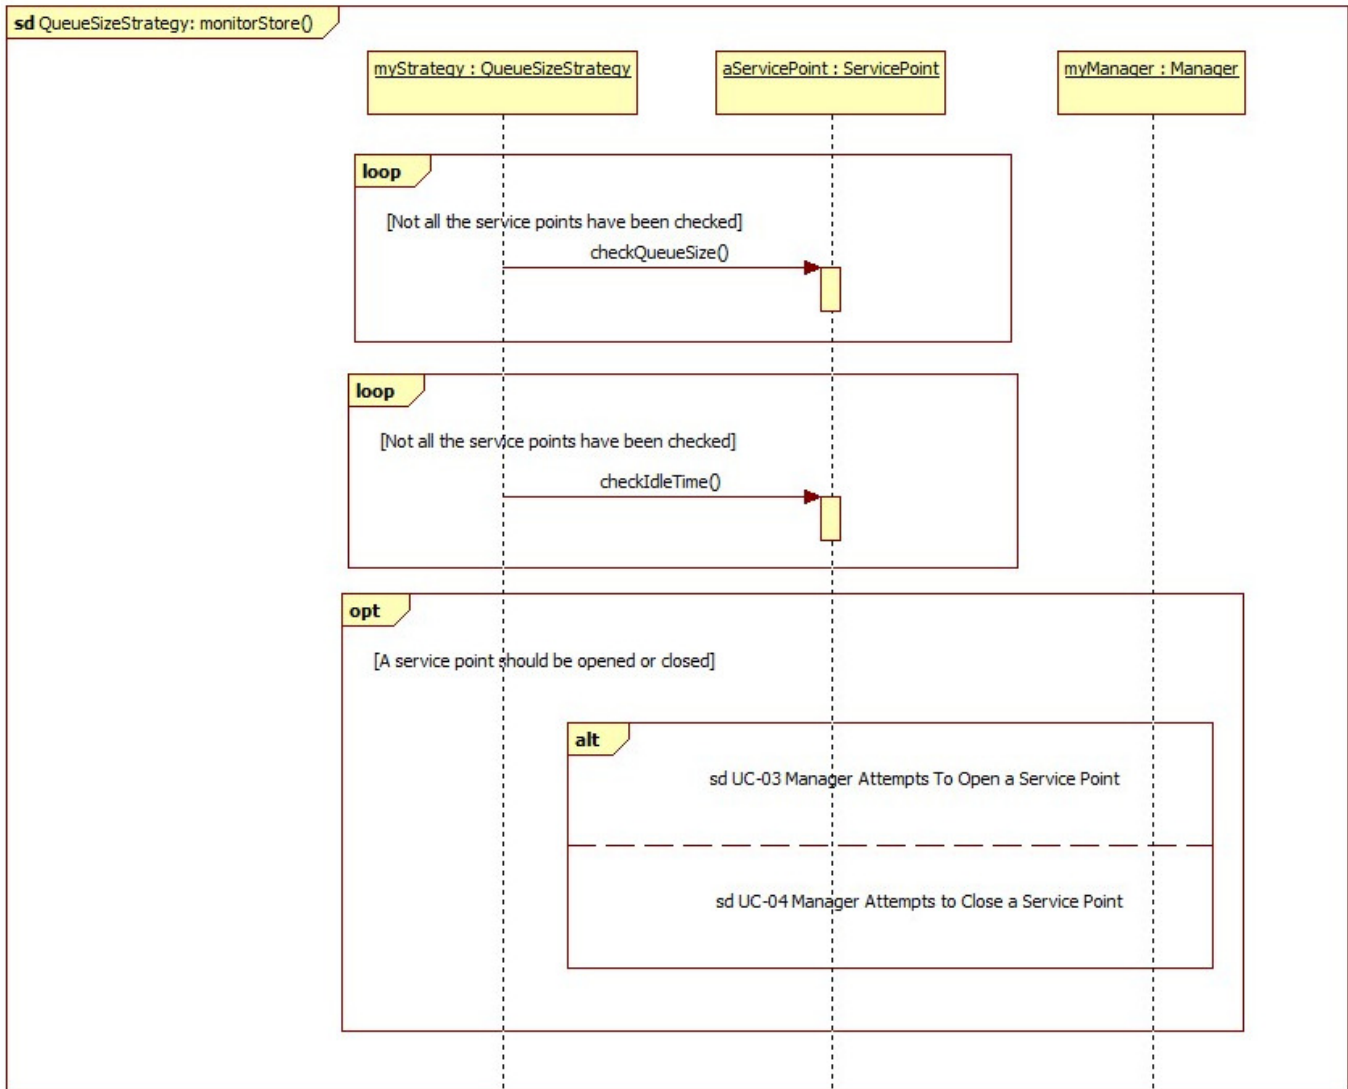 sd QueueSizeStrategy: monitorStore()
myStrategy : QueueSizeStrategy
aServicePoint : ServicePoint
myManager : Manager
loop
[Not all the service points have been checked]
checkQueueSize()
loop
[Not all the service points have been checked]
checkIdleTime()
opt
[A service point should be opened or closed]
alt
sd UC-03 Manager Attempts To Open a Service Point
sd UC-04 Manager Attempts to Close a Service Point